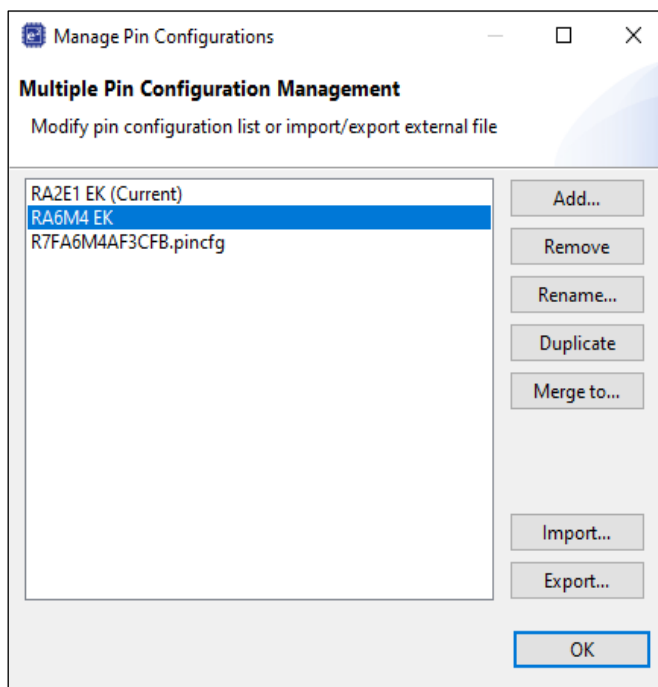 e²
Manage Pin Configurations
Multiple Pin Configuration Management
Modify pin configuration list or import/export external file
RA2E1 EK (Current)
RA6M4 EK
R7FA6M4AF3CFB.pincfg
Add...
Remove
Rename...
Duplicate
Merge to...
Import...
Export...
OK